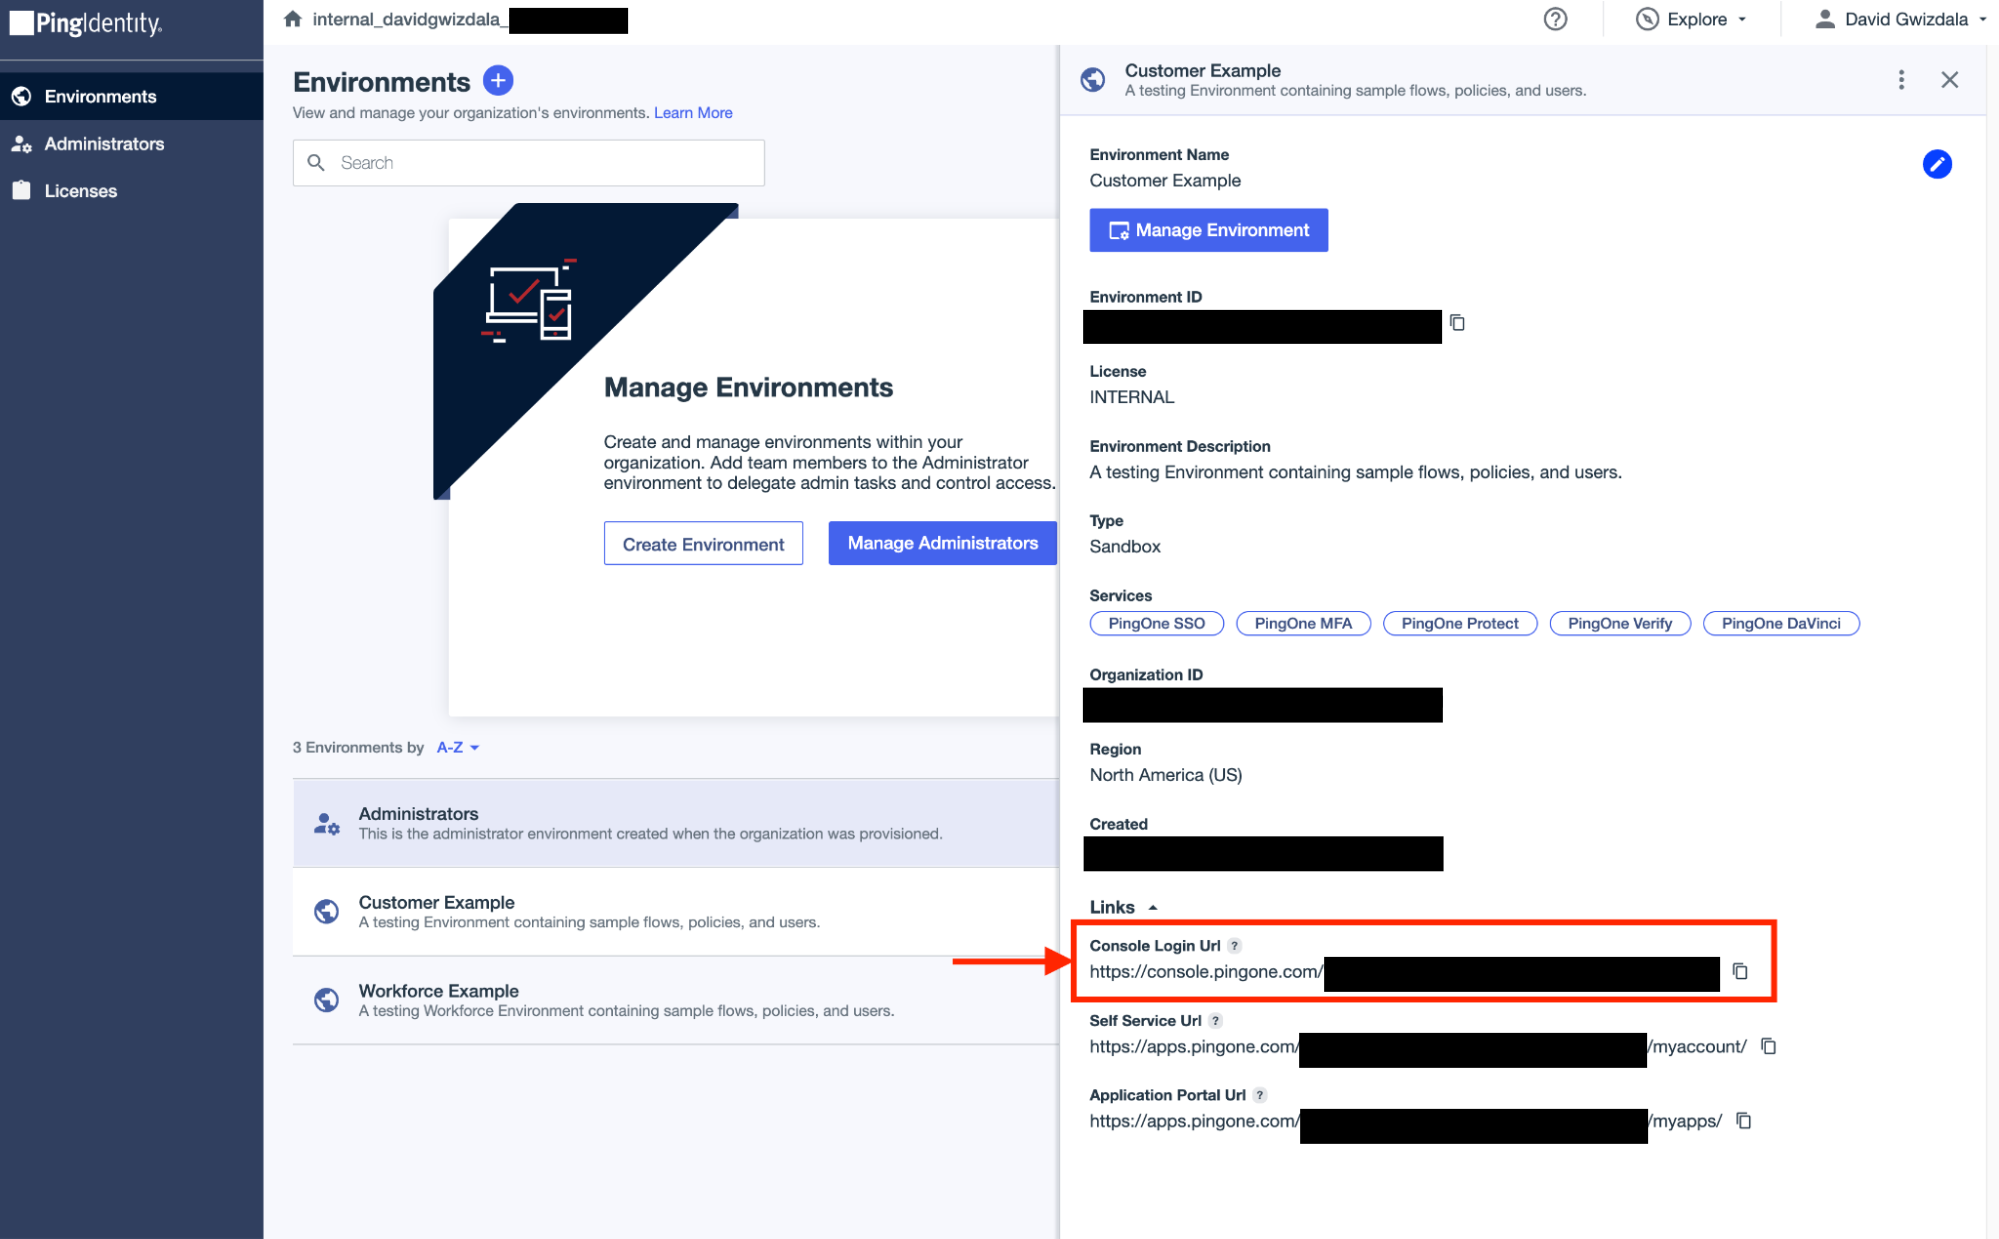 PingIdentity.
internal_davidgwizdala_
Explore
David Gwizdala
Environments
Administrators
Licenses
Environments
View and manage your organization's environments. Learn More
Search
Manage Environments
Create and manage environments within your
organization. Add team members to the Administrator
environment to delegate admin tasks and control access.
Create Environment
Manage Administrators
3 Environments by A-Z
Administrators
This is the administrator environment created when the organization was provisioned.
Customer Example
A testing Environment containing sample flows, policies, and users.
Workforce Example
A testing Workforce Environment containing sample flows, policies, and users.
Customer Example
A testing Environment containing sample flows, policies, and users.
Environment Name
Customer Example
Manage Environment
Environment ID
License
INTERNAL
Environment Description
A testing Environment containing sample flows, policies, and users.
Type
Sandbox
Services
PingOne SSO
PingOne MFA
PingOne Protect
PingOne Verify
PingOne DaVinci
Organization ID
Region
North America (US)
Created
Links
Console Login Url ?
https://console.pingone.com/
Self Service Url ?
https://apps.pingone.com/ /myaccount/
Application Portal Url ?
https://apps.pingone.com/ /myapps/